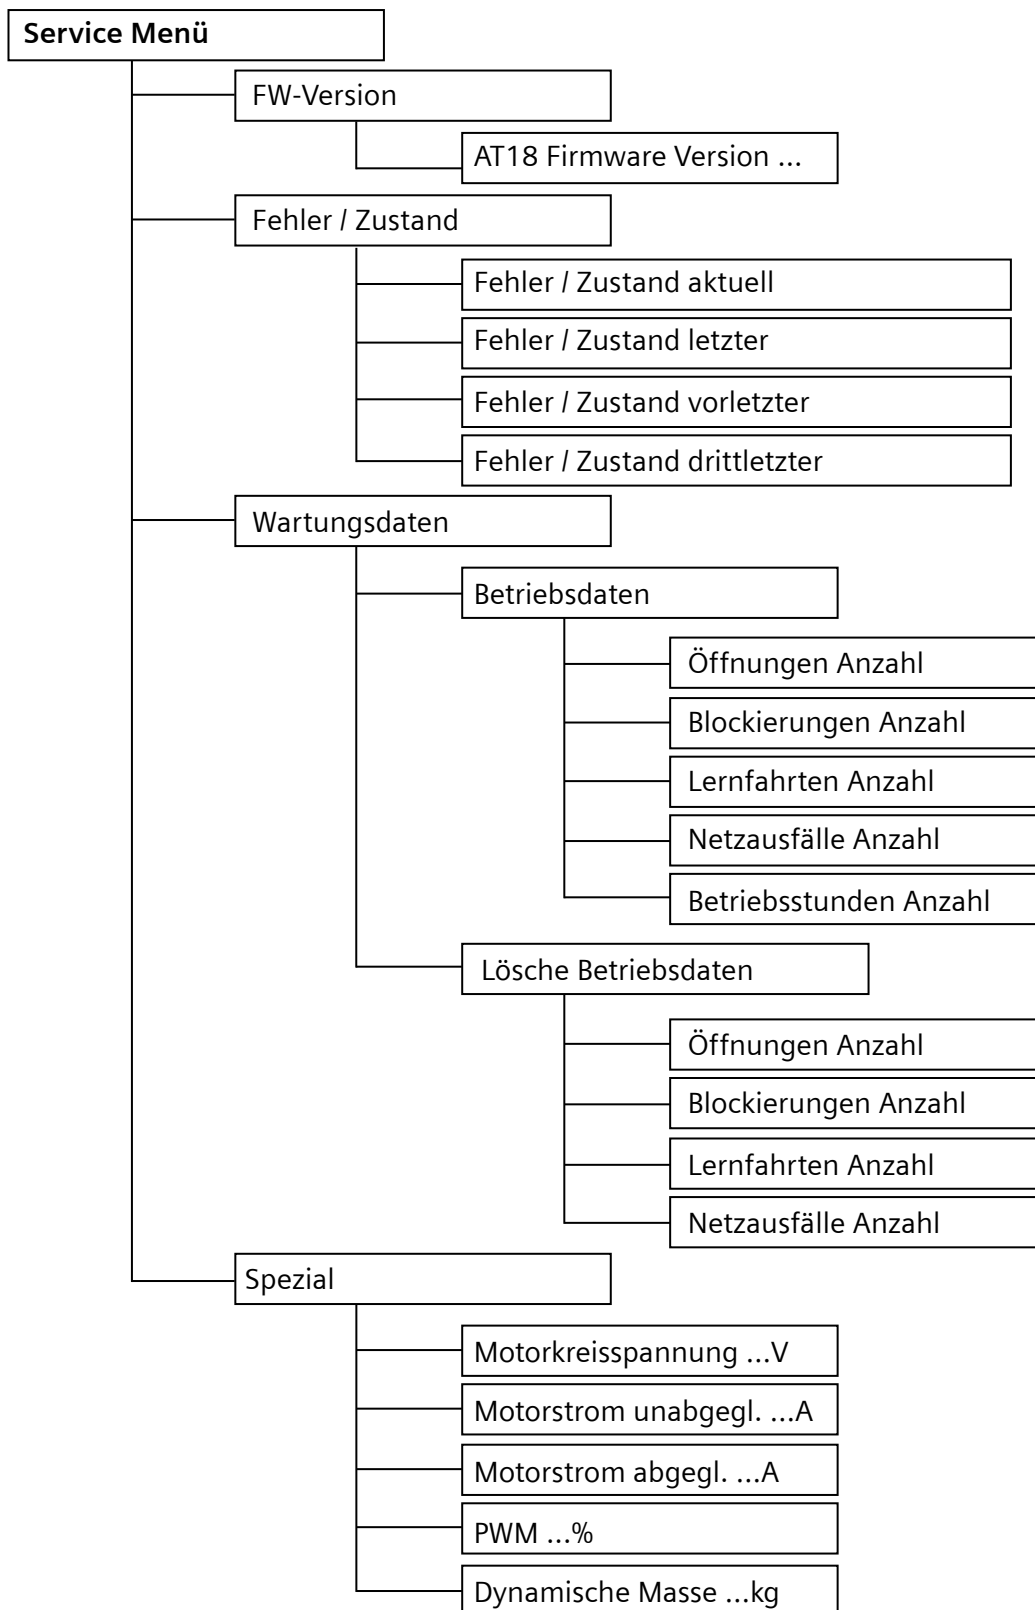 Service Menü
FW-Version
AT18 Firmware Version ...
Fehler / Zustand
Fehler / Zustand aktuell
Fehler / Zustand letzter
Fehler / Zustand vorletzter
Fehler / Zustand drittletzter
Wartungsdaten
Betriebsdaten
Öffnungen Anzahl
Blockierungen Anzahl
Lernfahrten Anzahl
Netzausfälle Anzahl
Betriebsstunden Anzahl
Lösche Betriebsdaten
Öffnungen Anzahl
Blockierungen Anzahl
Lernfahrten Anzahl
Netzausfälle Anzahl
Spezial
Motorkreisspannung ...V
Motorstrom unabgegl. ...A
Motorstrom abgegl. ...A
PWM ...%
Dynamische Masse ...kg